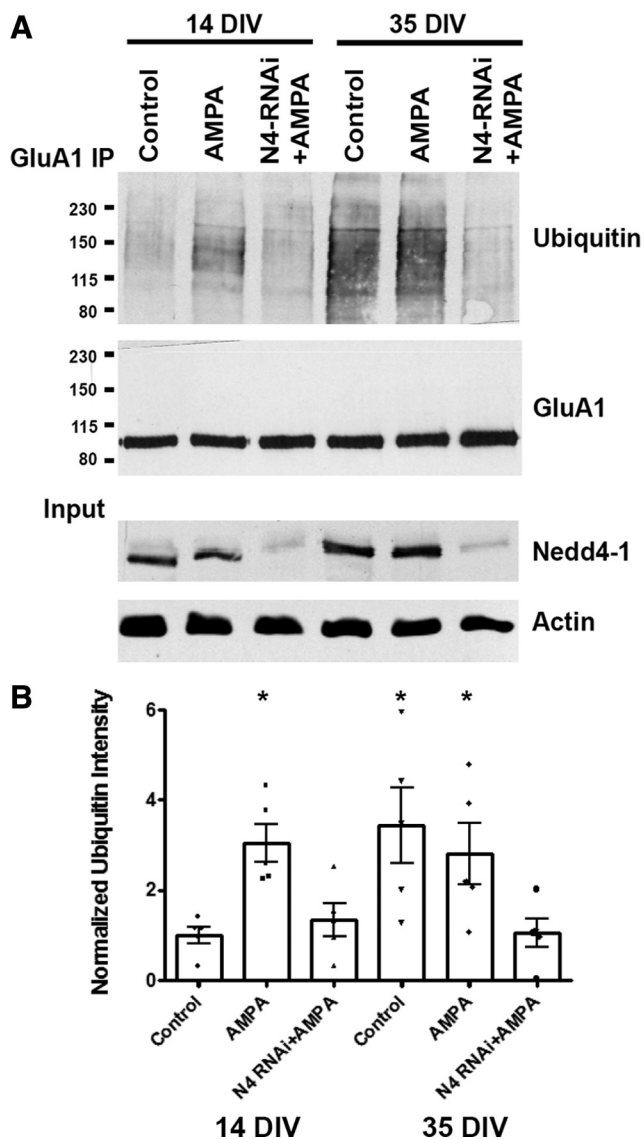 A
14 DIV 35 DIV
Control AMPA N4-RNAi +AMPA Control AMPA N4-RNAi +AMPA
GluA1 IP
230
150
115
80
Ubiquitin
230
150
115
80
GluA1
Input
Nedd4-1
Actin
B
* * *
Normalized Ubiquitin Intensity
6
4
2
0
Control AMPA N4 RNAi+AMPA Control AMPA N4 RNAi+AMPA
14 DIV 35 DIV